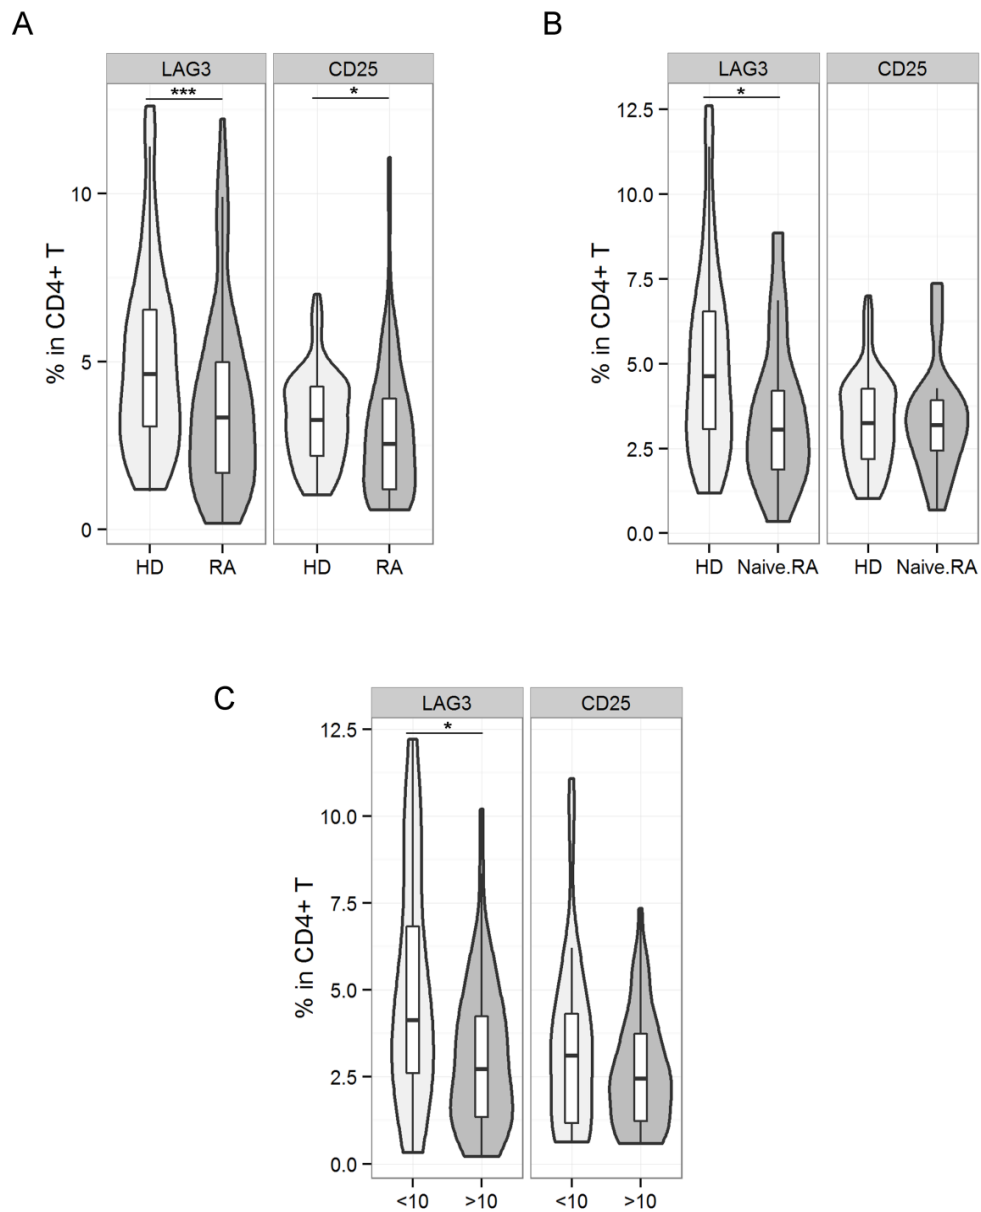 A
LAG3 CD25
*** *
% in CD4+ T
10
5
0
HD RA HD RA
B
LAG3 CD25
*
% in CD4+ T
12.5
10.0
7.5
5.0
2.5
0.0
HD Naive.RA HD Naive.RA
C
LAG3 CD25
*
% in CD4+ T
12.5
10.0
7.5
5.0
2.5
0.0
<10 >10 <10 >10